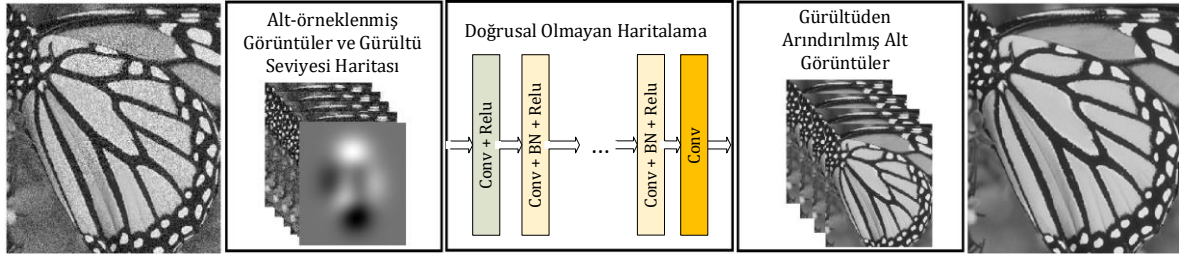 Alt-örneklenmiş
Görüntüler ve Gürültü
Seviyesi Haritası
Doğrusal Olmayan Haritalama
Conv + Relu
Conv + BN + Relu
...
Conv + BN + Relu
Conv
Gürültüden
Arındırılmış Alt
Görüntüler